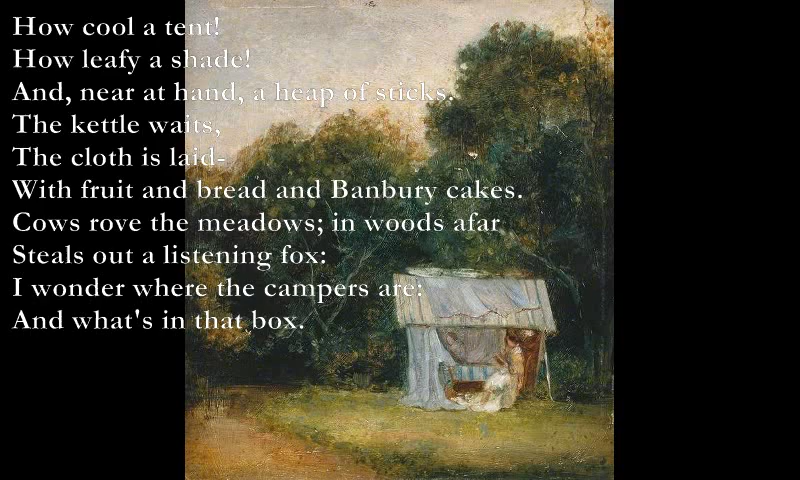 How cool a tent!
How leafy a shade!
And, near at hand, a heap of sticks.
The kettle waits,
The cloth is laid-
With fruit and bread and Banbury cakes.
Cows rove the meadows; in woods afar
Steals out a listening fox:
I wonder where the campers are:
And what's in that box.